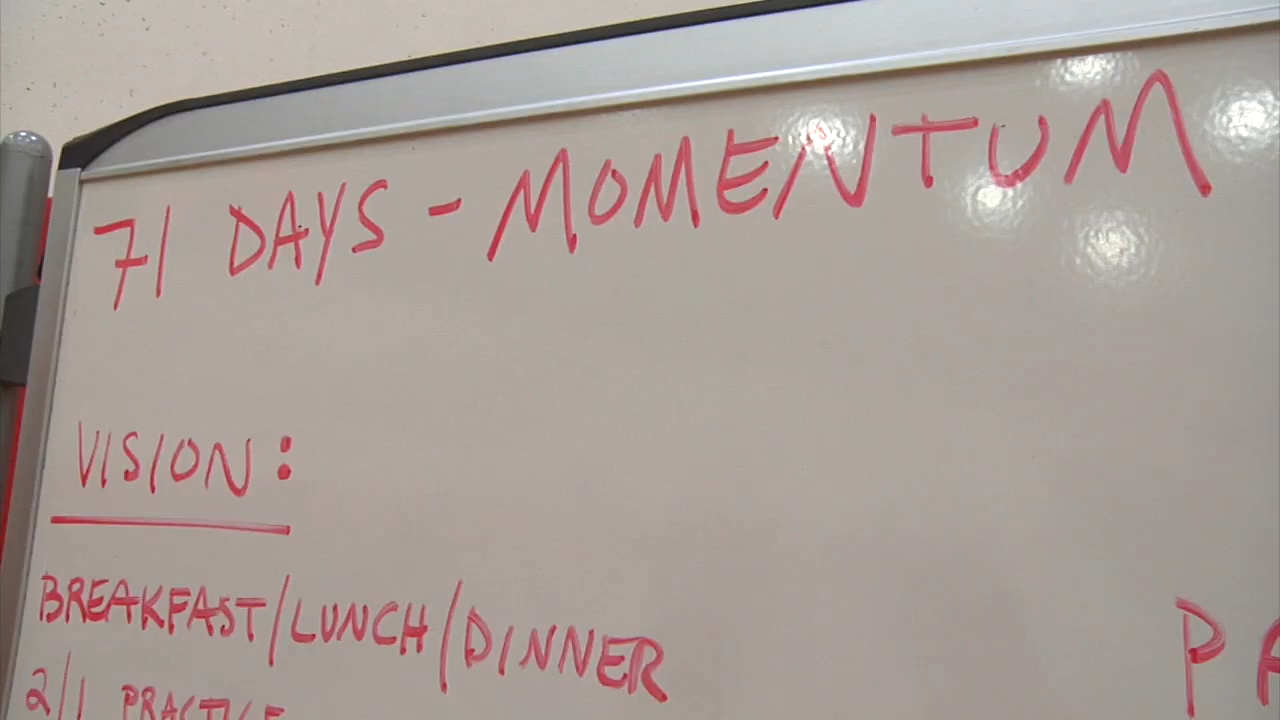 71 DAYS - MOMENTUM
VISION:
BREAKFAST/LUNCH/DINNER
2/1 PRACTICE